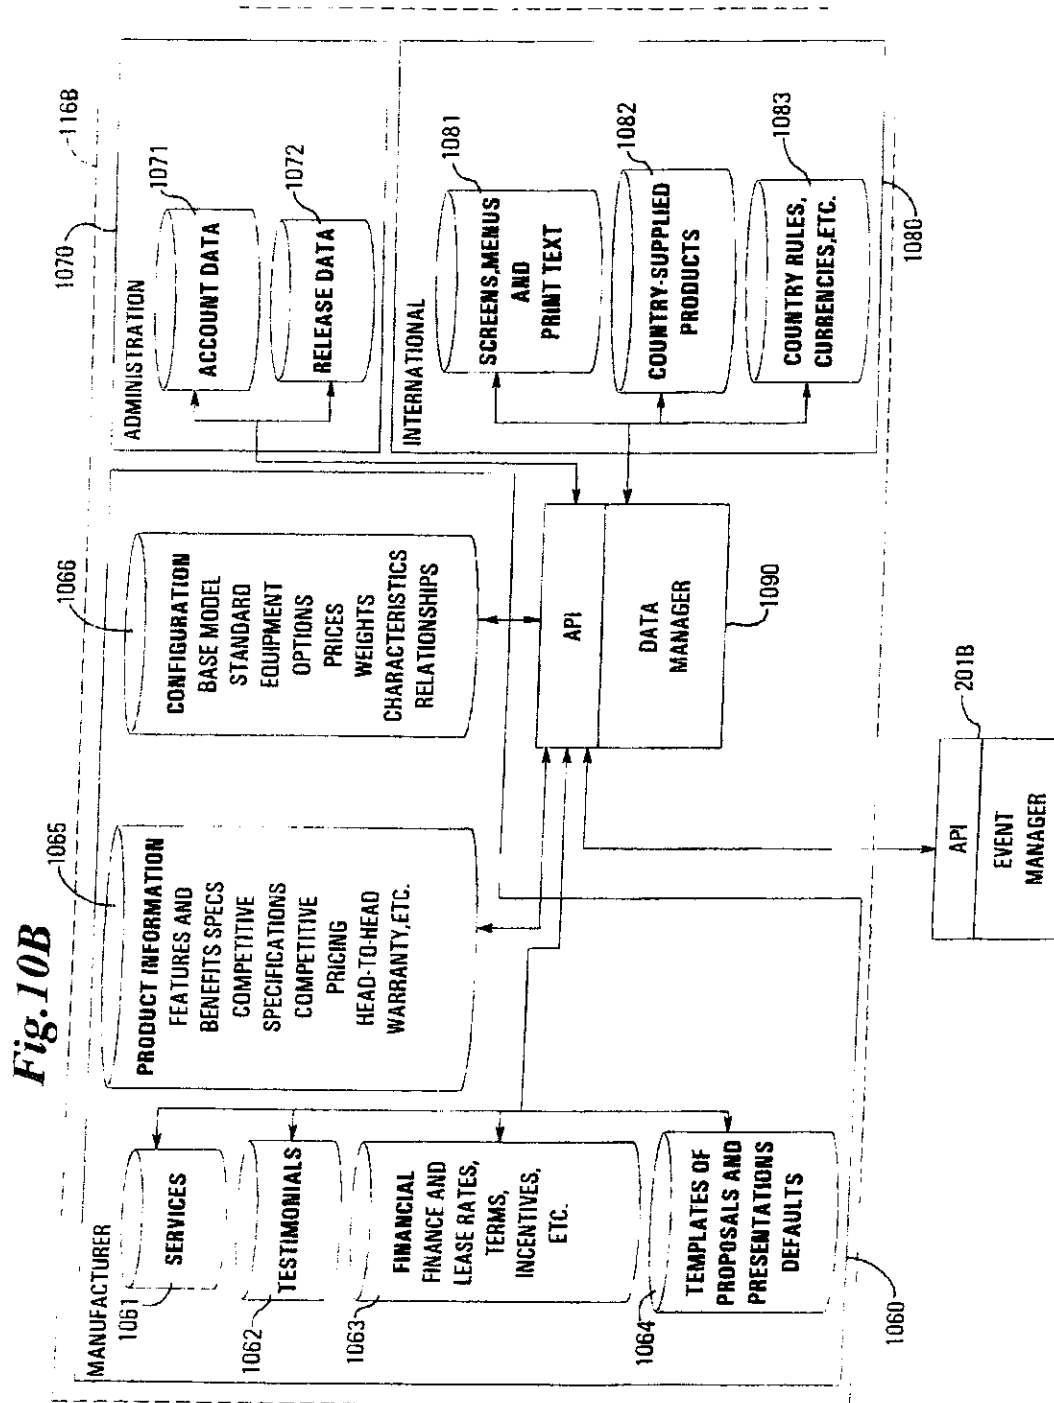 Fig.10B
116B
MANUFACTURER
1061
SERVICES
1062
TESTIMONIALS
1063
FINANCIAL
FINANCE AND
LEASE RATES,
TERMS,
INCENTIVES,
ETC.
1064
TEMPLATES OF
PROPOSALS AND
PRESENTATIONS
DEFAULTS
1060
1065
PRODUCT INFORMATION
FEATURES AND
BENEFITS SPECS
COMPETITIVE
SPECIFICATIONS
COMPETITIVE
PRICING
HEAD-TO-HEAD
WARRANTY,ETC.
1066
CONFIGURATION
BASE MODEL
STANDARD
EQUIPMENT
OPTIONS
PRICES
WEIGHTS
CHARACTERISTICS
RELATIONSHIPS
API
DATA
MANAGER
1090
1070
ADMINISTRATION
1071
ACCOUNT DATA
1072
RELEASE DATA
INTERNATIONAL
1081
SCREENS,MENUS
AND
PRINT TEXT
1082
COUNTRY-SUPPLIED
PRODUCTS
1083
COUNTRY RULES,
CURRENCIES,ETC.
1080
201B
API
EVENT
MANAGER